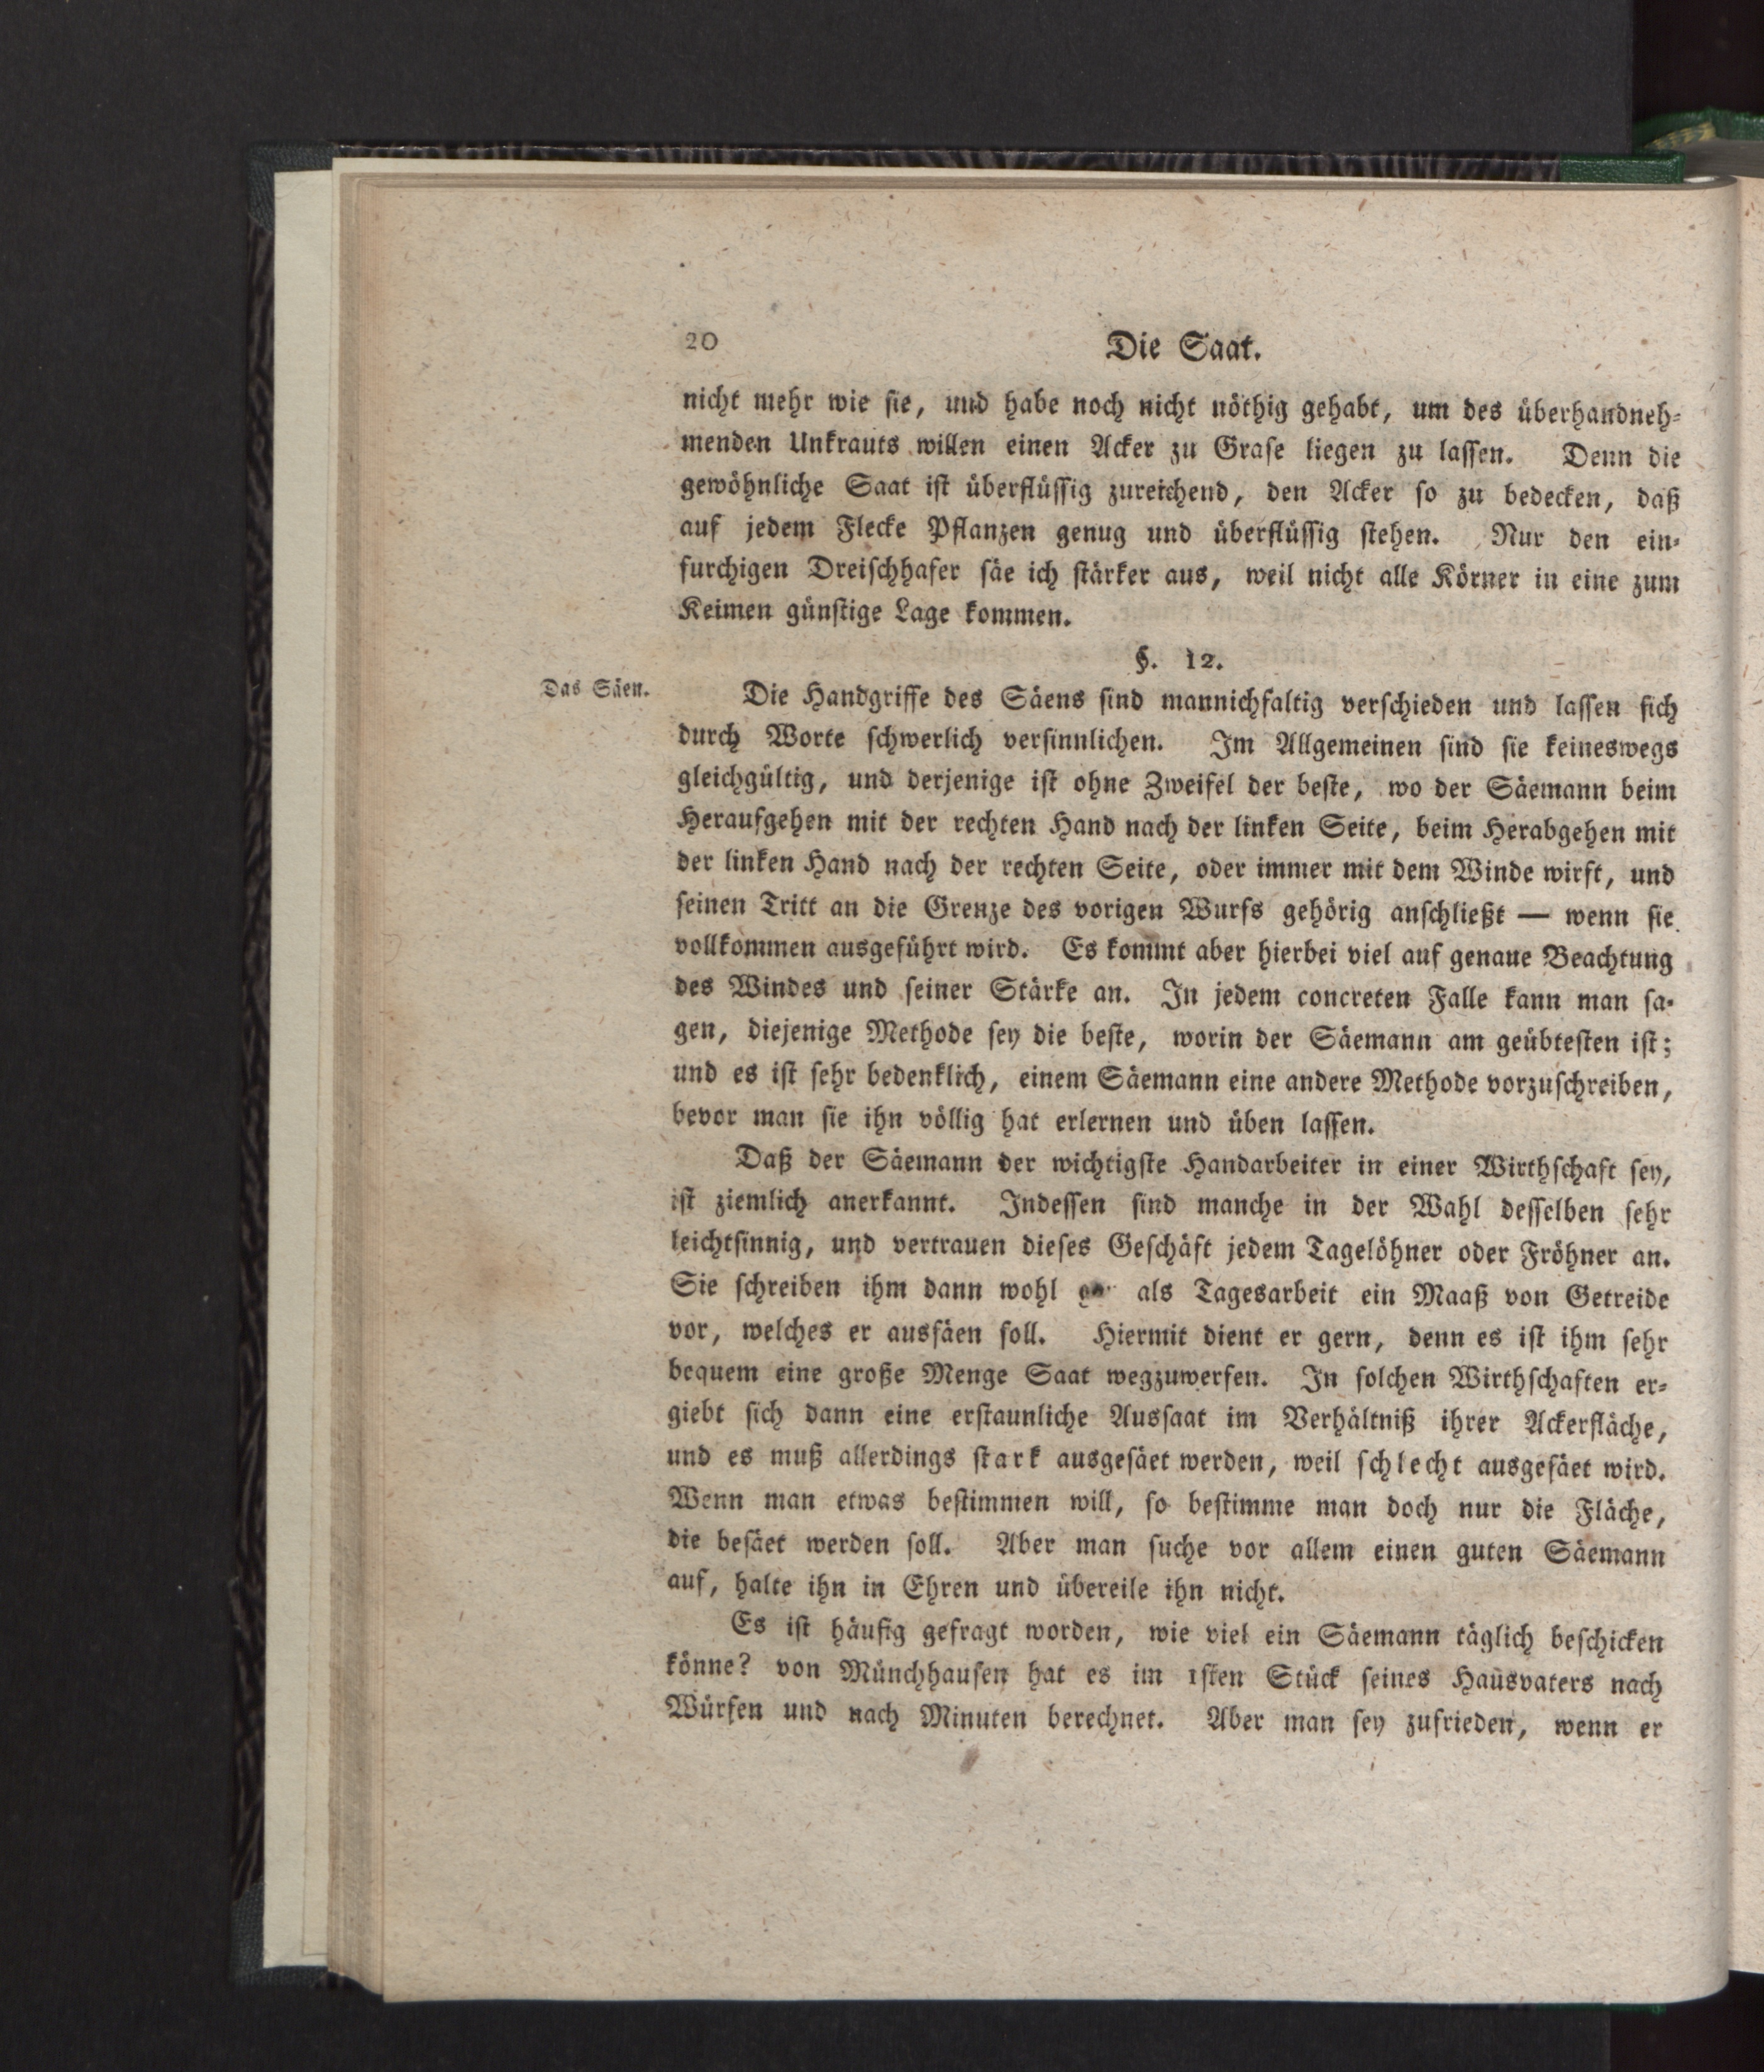 20
Die Saat.
nicht mehr wie ſie, und habe noch nicht nöthig gehabt, um des überhandneh-
menden Unkrauts willen einen Acker zu Graſe liegen zu laſſen. Denn die
gewöhnliche Saat iſt überflüſſig zureichend, den Acker ſo zu bedecken, daß
auf jedem Flecke Pflanzen genug und überflüſſig ſtehen. Nur den ein-
furchigen Dreiſchhafer ſäe ich ſtärker aus, weil nicht alle Körner in eine zum
Keimen günſtige Lage kommen.
§. 12.
Das Säen.
Die Handgriffe des Säens ſind mannichfaltig verſchieden und laſſen ſich
durch Worte ſchwerlich verſinnlichen. Im Allgemeinen ſind ſie keineswegs
gleichgültig, und derjenige iſt ohne Zweifel der beſte, wo der Säemann beim
Heraufgehen mit der rechten Hand nach der linken Seite, beim Herabgehen mit
der linken Hand nach der rechten Seite, oder immer mit dem Winde wirft, und
ſeinen Tritt an die Grenze des vorigen Wurfs gehörig anſchließt — wenn ſie
vollkommen ausgeführt wird. Es kommt aber hierbei viel auf genaue Beachtung
des Windes und ſeiner Stärke an. In jedem concreten Falle kann man ſa-
gen, diejenige Methode ſey die beſte, worin der Säemann am geübteſten iſt;
und es iſt ſehr bedenklich, einem Säemann eine andere Methode vorzuſchreiben,
bevor man ſie ihn völlig hat erlernen und üben laſſen.
Daß der Säemann der wichtigſte Handarbeiter in einer Wirthſchaft ſey,
iſt ziemlich anerkannt. Indeſſen ſind manche in der Wahl deſſelben ſehr
leichtſinnig, und vertrauen dieſes Geſchäft jedem Tagelöhner oder Fröhner an.
Sie ſchreiben ihm dann wohl als Tagesarbeit ein Maaß von Getreide
vor, welches er ausſäen ſoll. Hiermit dient er gern, denn es iſt ihm ſehr
bequem eine große Menge Saat wegzuwerfen. In ſolchen Wirthſchaften er-
giebt ſich dann eine erſtaunliche Ausſaat im Verhältniß ihrer Ackerfläche,
und es muß allerdings ſtark ausgeſäet werden, weil ſchlecht ausgeſäet wird.
Wenn man etwas beſtimmen will, ſo beſtimme man doch nur die Fläche,
die beſäet werden ſoll. Aber man ſuche vor allem einen guten Säemann
auf, halte ihn in Ehren und übereile ihn nicht.
Es iſt häufig gefragt worden, wie viel ein Säemann täglich beſchicken
könne? von Münchhauſen hat es im 1ſten Stück ſeines Hausvaters nach
Würfen und nach Minuten berechnet. Aber man ſey zufrieden, wenn er